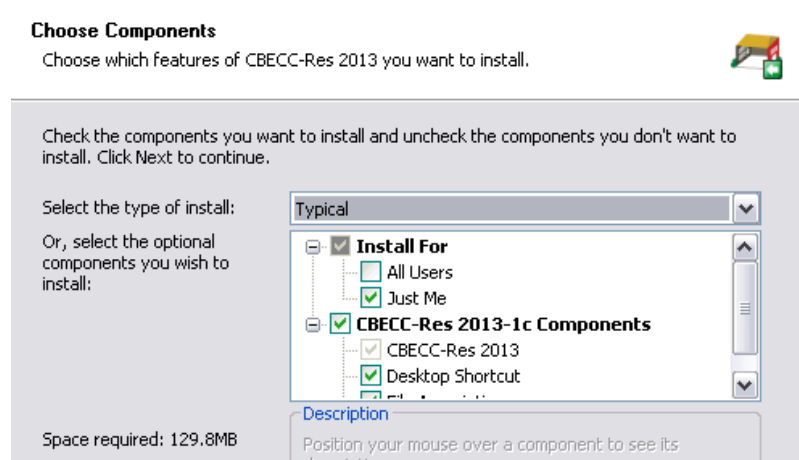 Choose Components
Choose which features of CBECC-Res 2013 you want to install.
Check the components you want to install and uncheck the components you don't want to
install. Click Next to continue.
Select the type of install:
Typical
Or, select the optional
components you wish to
install:
Install For
All Users
Just Me
CBECC-Res 2013-1c Components
CBECC-Res 2013
Desktop Shortcut
Description
Space required: 129.8MB
Position your mouse over a component to see its